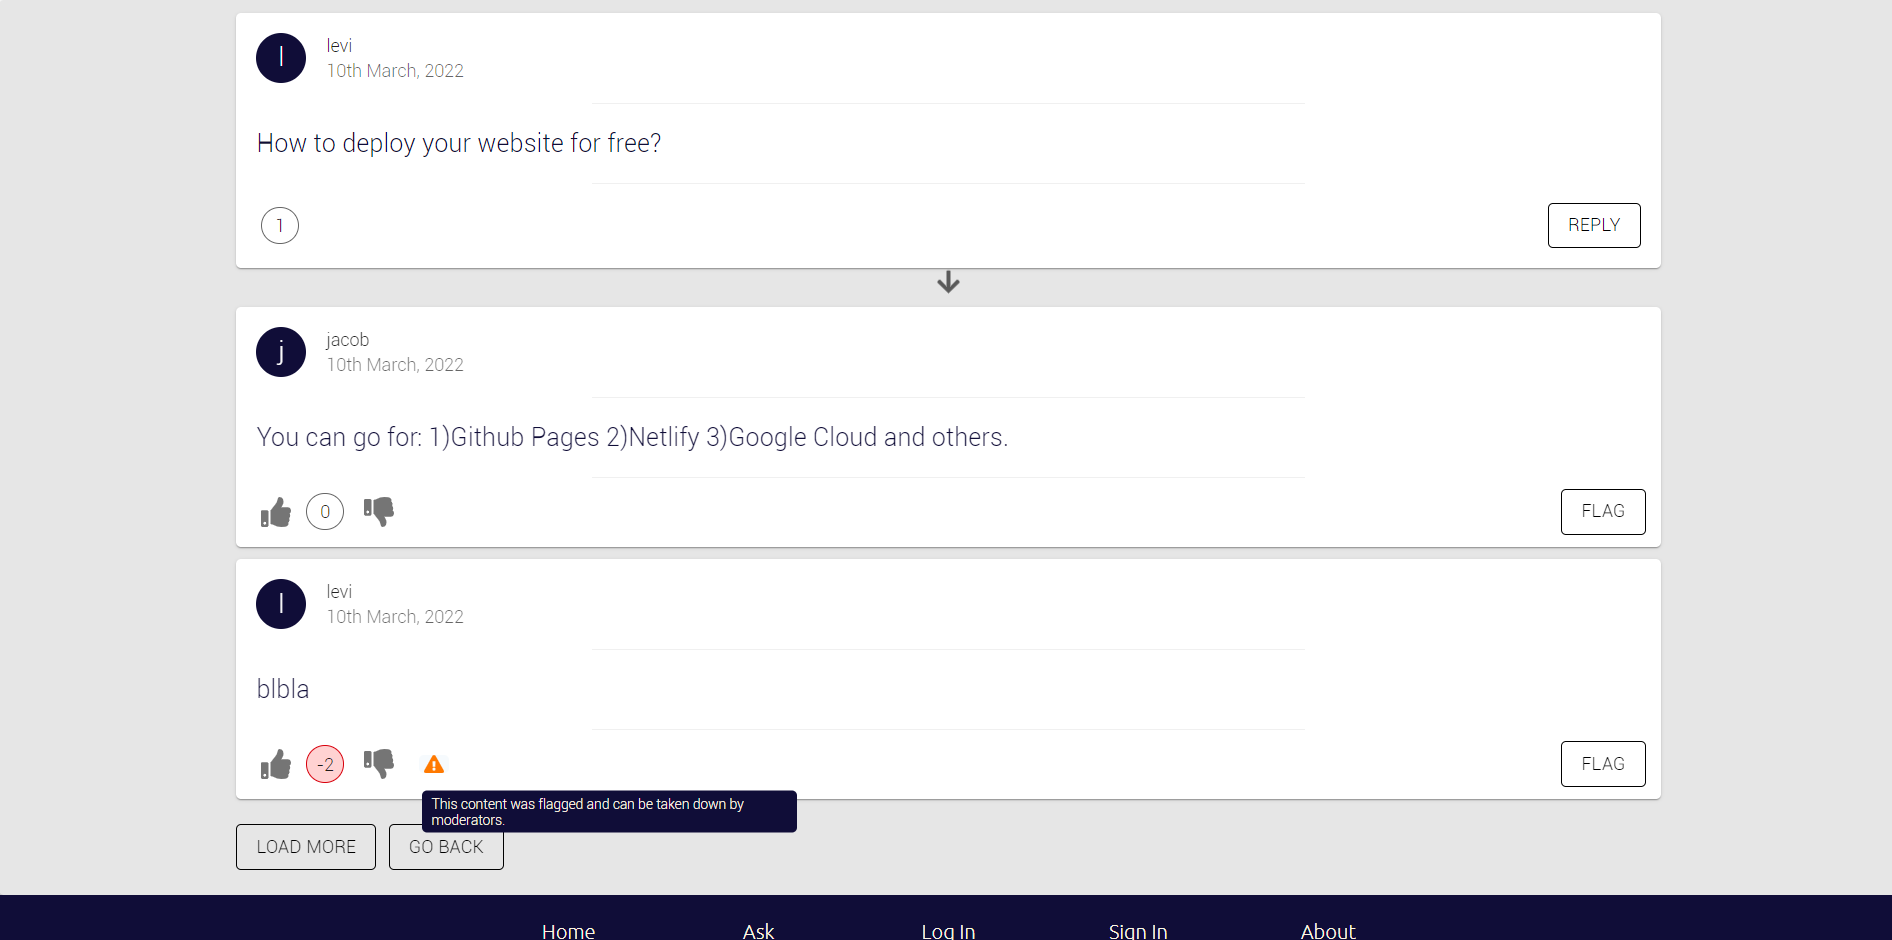 l
levi
10th March, 2022
How to deploy your website for free?
1
REPLY
j
jacob
10th March, 2022
You can go for: 1)Github Pages 2)Netlify 3)Google Cloud and others.
0
FLAG
l
levi
10th March, 2022
blbla
-2
FLAG
This content was flagged and can be taken down by
moderators.
LOAD MORE
GO BACK
Home
Ask
Log In
Sign In
About